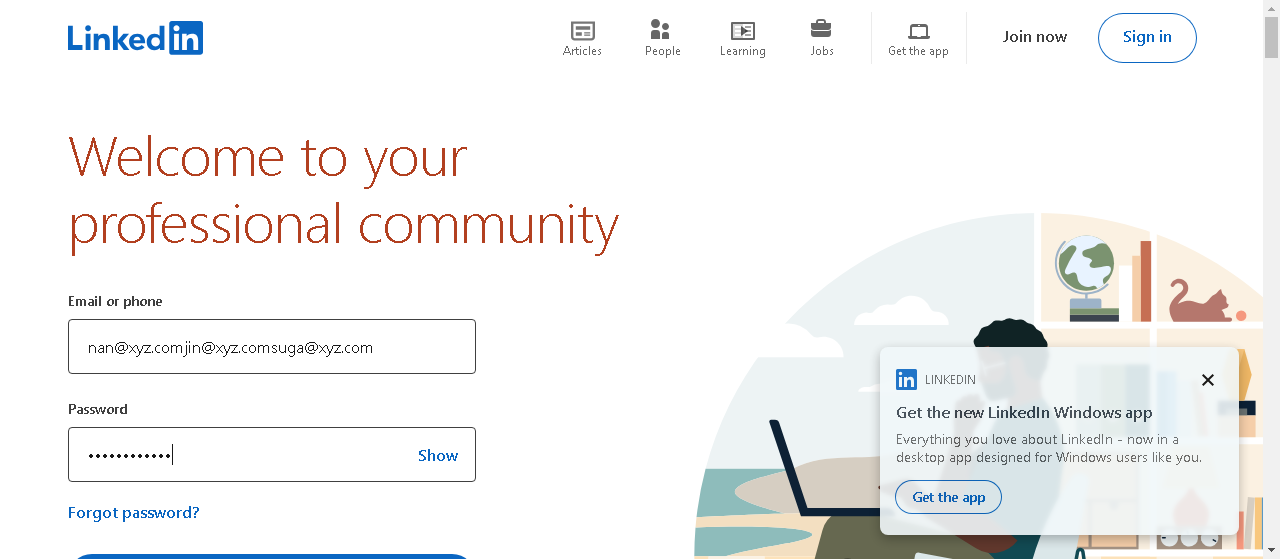 LinkedIn
Articles
People
Learning
Jobs
Get the app
Join now
Sign in
Welcome to your
professional community
Email or phone
nan@xyz.comjin@xyz.comsuga@xyz.com
Password
••••••••••••
Show
Forgot password?
in LINKEDIN
Get the new LinkedIn Windows app
Everything you love about LinkedIn - now in a
desktop app designed for Windows users like you.
Get the app